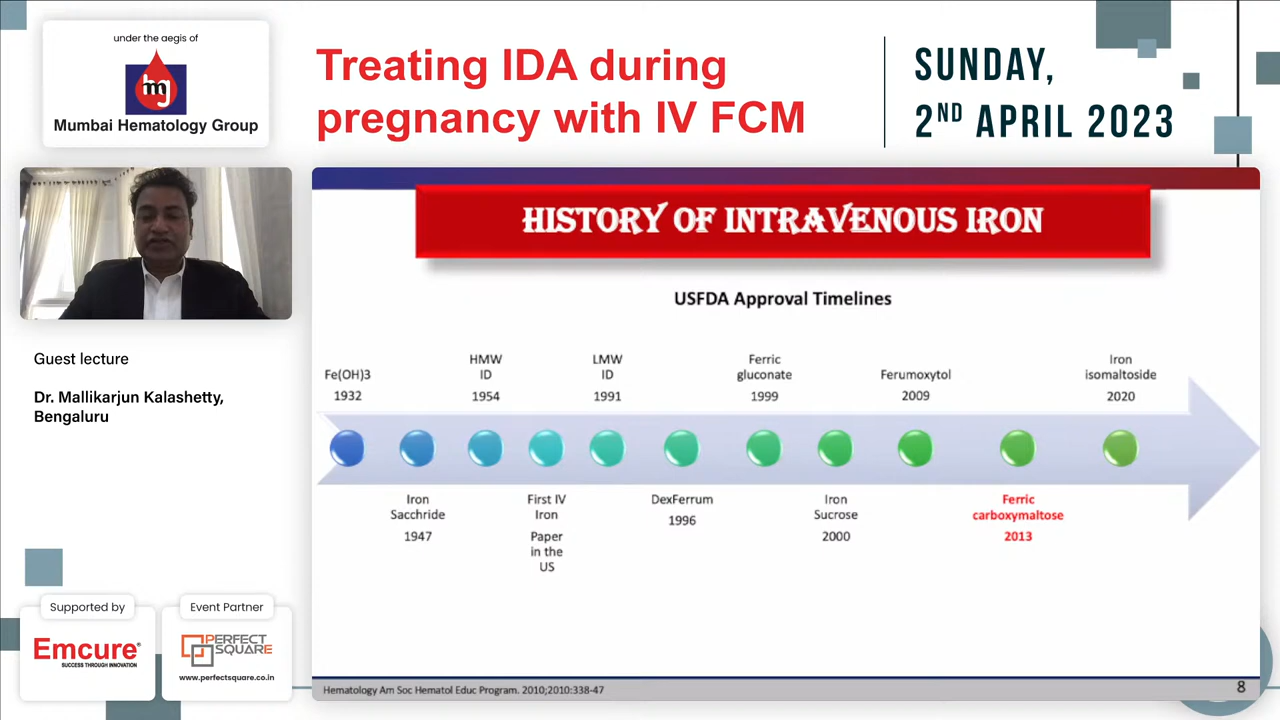 under the aegis of
mg
Mumbai Hematology Group
Treating IDA during
pregnancy with IV FCM
SUNDAY,
2ND APRIL 2023
Guest lecture
Dr. Mallikarjun Kalashetty,
Bengaluru
HISTORY OF INTRAVENOUS IRON
USFDA Approval Timelines
Fe(OH)3
1932
HMW
ID
1954
LMW
ID
1991
Ferric
gluconate
1999
Ferumoxytol
2009
Iron
isomaltoside
2020
Iron
Sacchride
1947
First IV
Iron
Paper
in the
US
DexFerrum
1996
Iron
Sucrose
2000
Ferric
carboxymaltose
2013
Hematology Am Soc Hematol Educ Program. 2010;2010:338-47
8
Supported by
Emcure®
SUCCESS THROUGH INNOVATION
Event Partner
PERFECT
SQUARE
www.perfectsquare.co.in